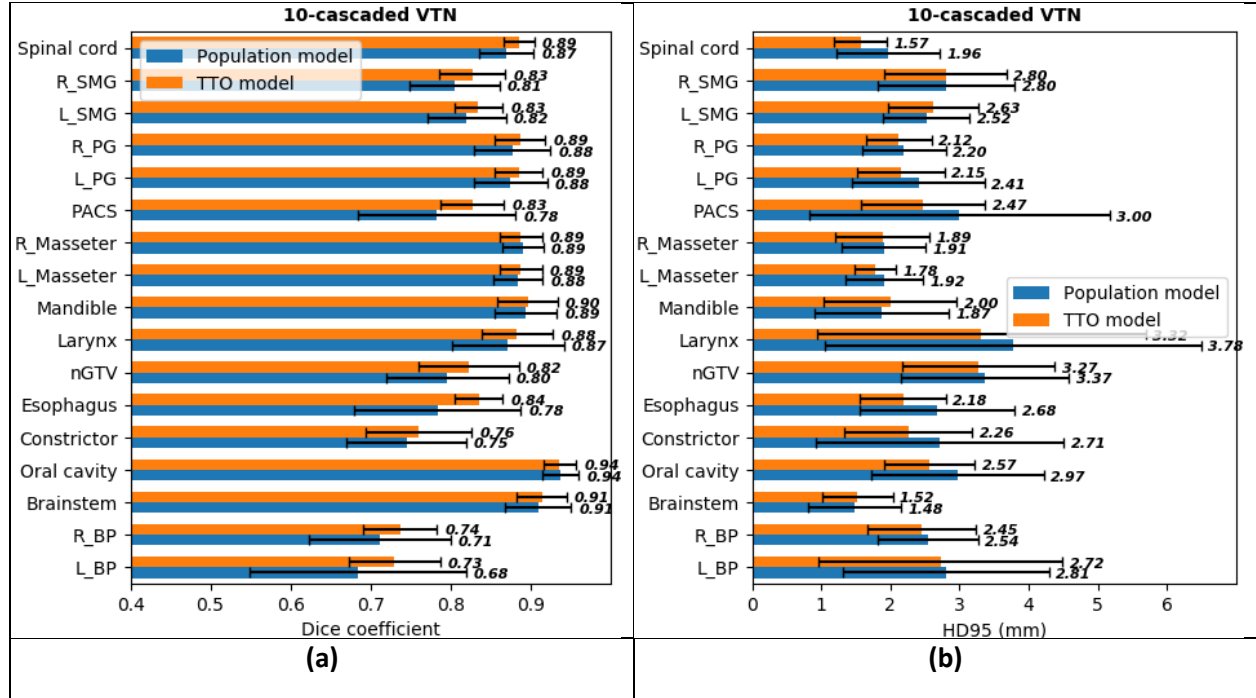 10-cascaded VTN
Population model
TTO model
Spinal cord
0.89
0.87
R_SMG
0.83
0.81
L_SMG
0.83
0.82
R_PG
0.89
0.88
L_PG
0.89
0.88
PACS
0.83
0.78
R_Masseter
0.89
0.89
L_Masseter
0.89
0.88
Mandible
0.90
0.89
Larynx
0.88
0.87
nGTV
0.82
0.80
Esophagus
0.84
0.78
Constrictor
0.76
0.75
Oral cavity
0.94
0.94
Brainstem
0.91
0.91
R_BP
0.74
0.71
L_BP
0.73
0.68
0.4 0.5 0.6 0.7 0.8 0.9
Dice coefficient
(a)
10-cascaded VTN
Spinal cord
1.57
1.96
R_SMG
2.80
2.80
L_SMG
2.63
2.52
R_PG
2.12
2.20
L_PG
2.15
2.41
PACS
2.47
3.00
R_Masseter
1.89
1.91
L_Masseter
1.78
1.92
Population model
TTO model
Mandible
2.00
1.87
Larynx
3.32
3.78
nGTV
3.27
3.37
Esophagus
2.18
2.68
Constrictor
2.26
2.71
Oral cavity
2.57
2.97
Brainstem
1.52
1.48
R_BP
2.45
2.54
L_BP
2.72
2.81
0 1 2 3 4 5 6
HD95 (mm)
(b)